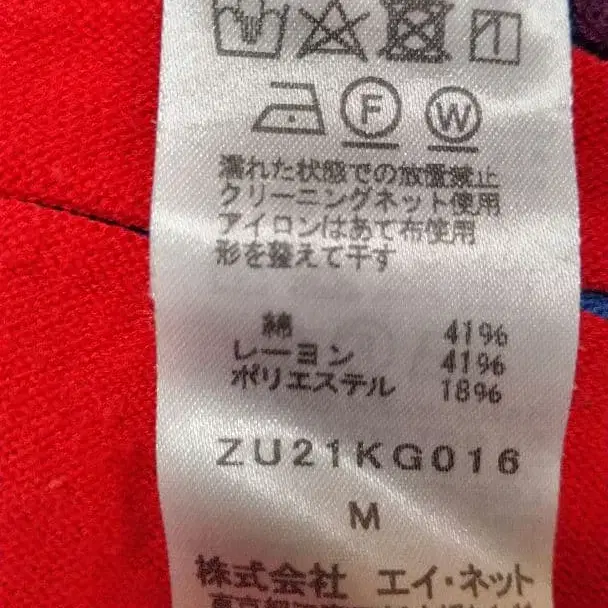 F W
濡れた状態での放置禁止
クリーニングネット使用
アイロンはあて布使用
形を整えて干す
綿 41%
レーヨン 41%
ポリエステル 18%
ZU21KG016
M
株式会社 エイ・ネット